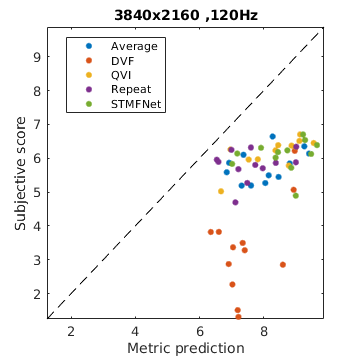 3840x2160 ,120Hz
Average
DVF
QVI
Repeat
STMFNet
Subjective score
9
8
7
6
5
4
3
2
2 4 6 8
Metric prediction